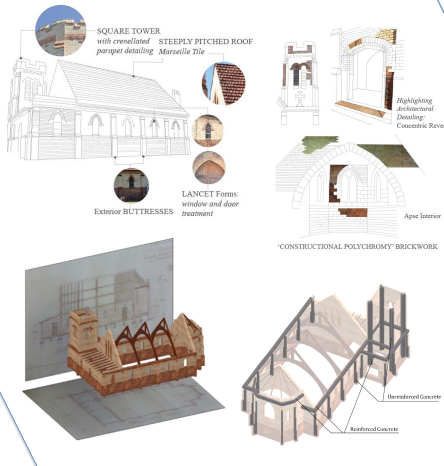 SQUARE TOWER
with crenellated
parapet detailing
STEEPLY PITCHED ROOF
Marseille Tile
Exterior BUTTRESSES
LANCET Forms:
window and door
treatment
Highlighting
Architectural
Detailing:
Concentric Reve
Apse Interior
'CONSTRUCTIONAL POLYCHROMY' BRICKWORK
Unreinforced Concrete
Reinforced Concrete